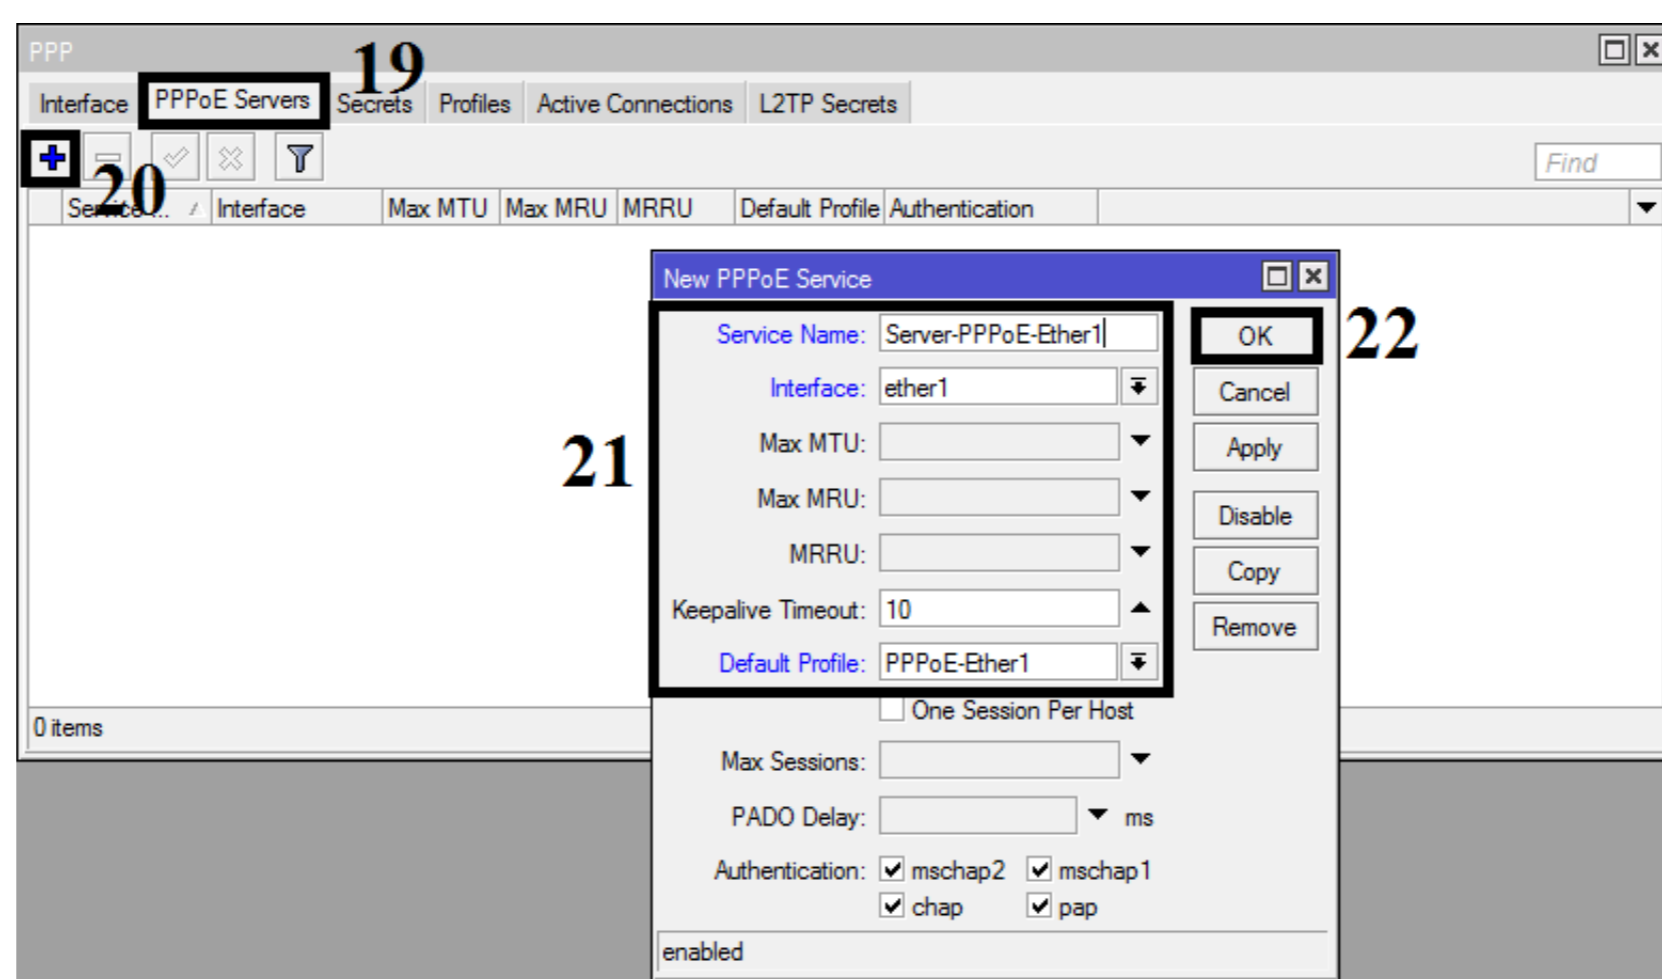 PPP
19
Interface PPPoE Servers Secrets Profiles Active Connections L2TP Secrets
20
Find
Service ... Interface Max MTU Max MRU MRRU Default Profile Authentication
New PPPoE Service
Service Name: Server-PPPoE-Ether1
OK
22
Interface: ether1
Cancel
21
Max MTU:
Apply
Max MRU:
Disable
MRRU:
Copy
Keepalive Timeout: 10
Remove
Default Profile: PPPoE-Ether1
One Session Per Host
0 items
Max Sessions:
PADO Delay: ms
Authentication: mschap2 mschap1
chap pap
enabled